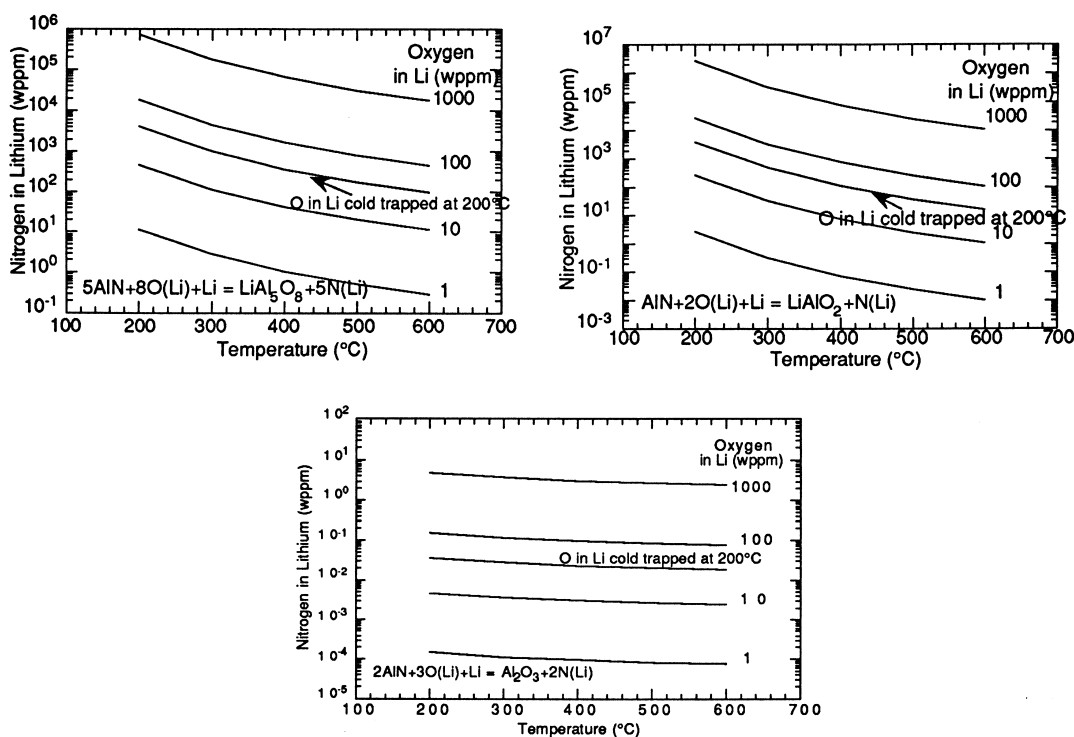 10^6
10^5
10^4
10^3
10^2
10^1
10^0
10^-1
Nitrogen in Lithium (wppm)
Oxygen
in Li (wppm)
1000
100
O in Li cold trapped at 200°C
10
1
5AlN+8O(Li)+Li = LiAl5O8+5N(Li)
100 200 300 400 500 600 700
Temperature (°C)
10^7
10^5
10^3
10^1
10^-1
10^-3
Nirogen in Lithium (wppm)
Oxygen
in Li (wppm)
1000
100
O in Li cold trapped at 200°C
10
1
AlN+2O(Li)+Li = LiAlO2+N(Li)
100 200 300 400 500 600 700
Temperature (°C)
10^2
10^1
10^0
10^-1
10^-2
10^-3
10^-4
10^-5
Nitrogen in Lithium (wppm)
Oxygen
in Li (wppm)
1000
100
O in Li cold trapped at 200°C
10
1
2AlN+3O(Li)+Li = Al2O3+2N(Li)
100 200 300 400 500 600 700
Temperature (°C)